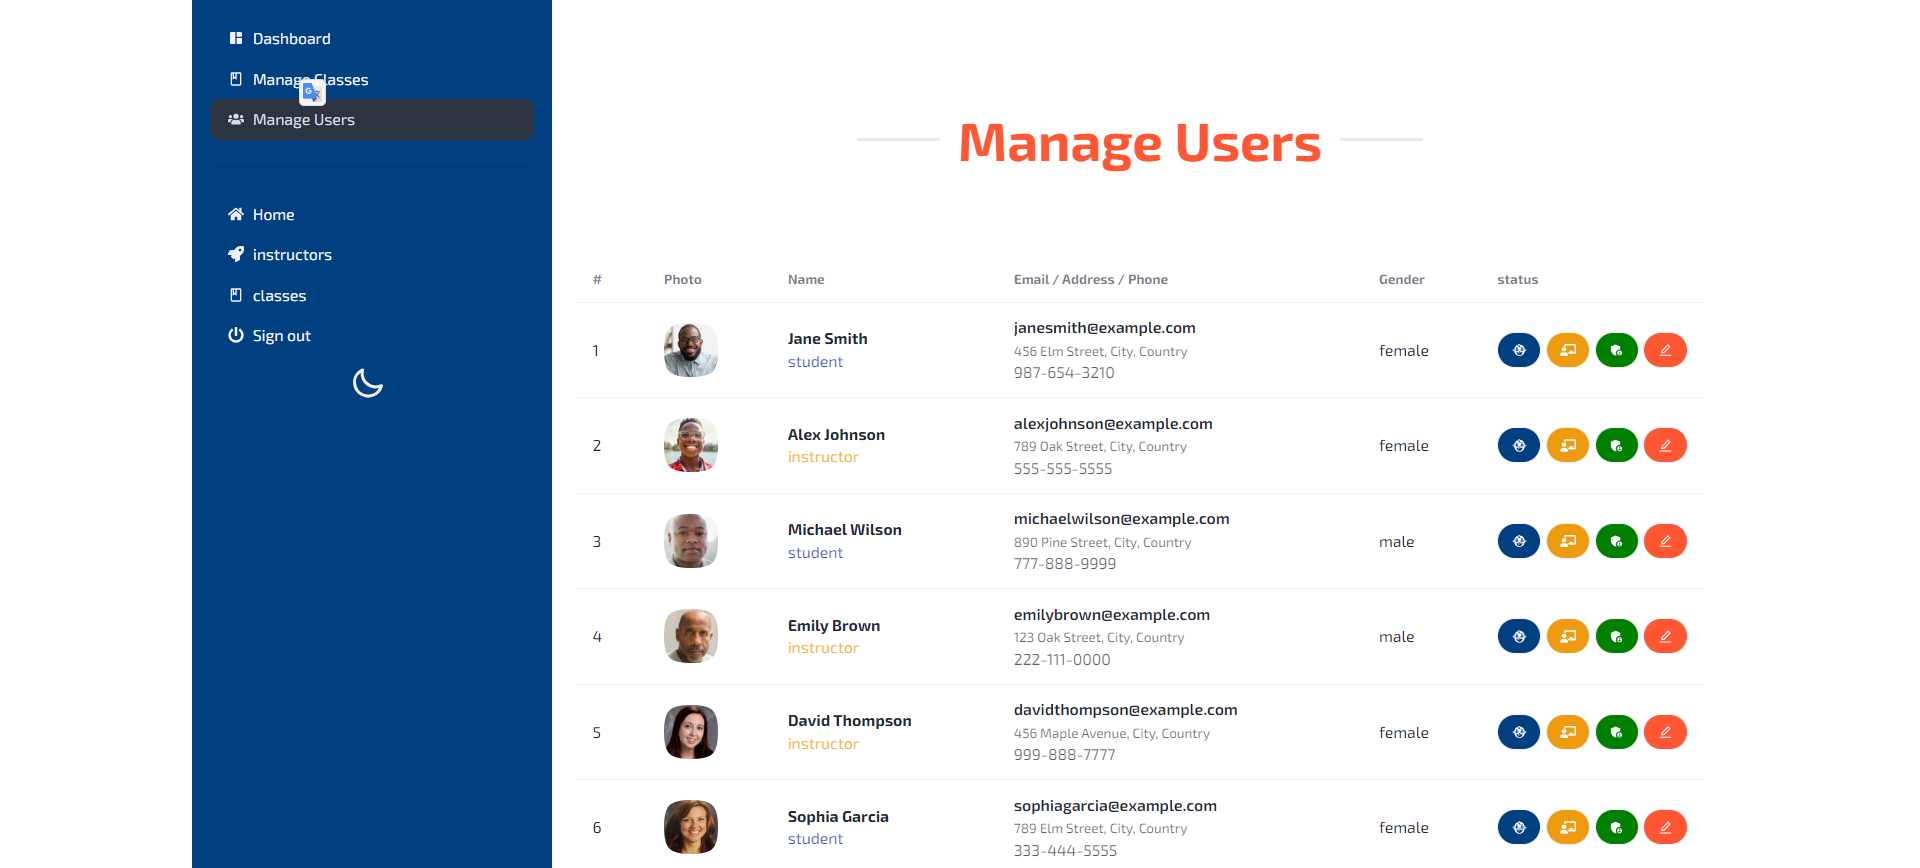 Dashboard
Manage Classes
Manage Users
Home
instructors
classes
Sign out
Manage Users
# Photo Name Email / Address / Phone Gender status
1 Jane Smith student janesmith@example.com 456 Elm Street, City, Country 987-654-3210 female
2 Alex Johnson instructor alexjohnson@example.com 789 Oak Street, City, Country 555-555-5555 female
3 Michael Wilson student michaelwilson@example.com 890 Pine Street, City, Country 777-888-9999 male
4 Emily Brown instructor emilybrown@example.com 123 Oak Street, City, Country 222-111-0000 male
5 David Thompson instructor davidthompson@example.com 456 Maple Avenue, City, Country 999-888-7777 female
6 Sophia Garcia student sophiagarcia@example.com 789 Elm Street, City, Country 333-444-5555 female